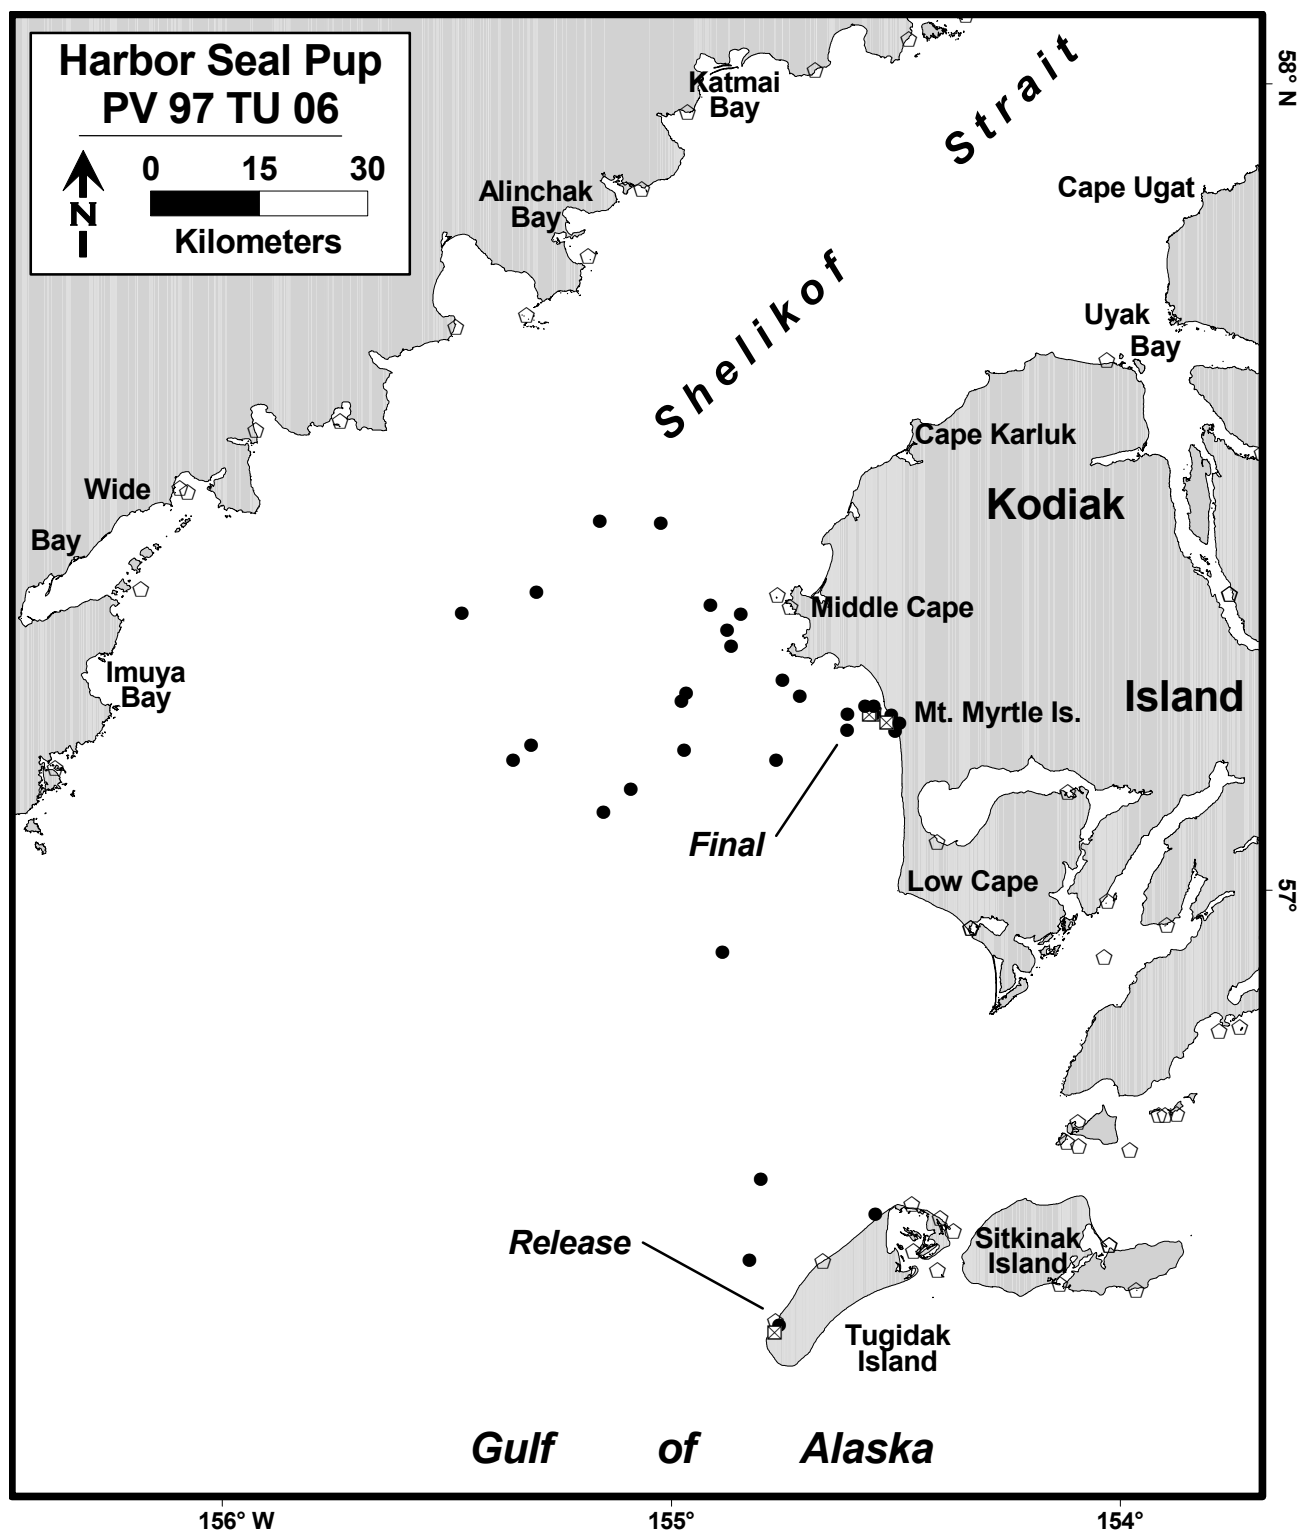 Harbor Seal Pup
PV 97 TU 06
0 15 30
N
Kilometers
Katmai
Bay
Strait
58° N
Alinchak
Bay
Cape Ugat
Shelikof
Uyak
Bay
Cape Karluk
Wide
Bay
Kodiak
Island
Middle Cape
Imuya
Bay
Mt. Myrtle Is.
Final
Low Cape
57°
Release
Sitkinak
Island
Tugidak
Island
Gulf of Alaska
156° W
155°
154°